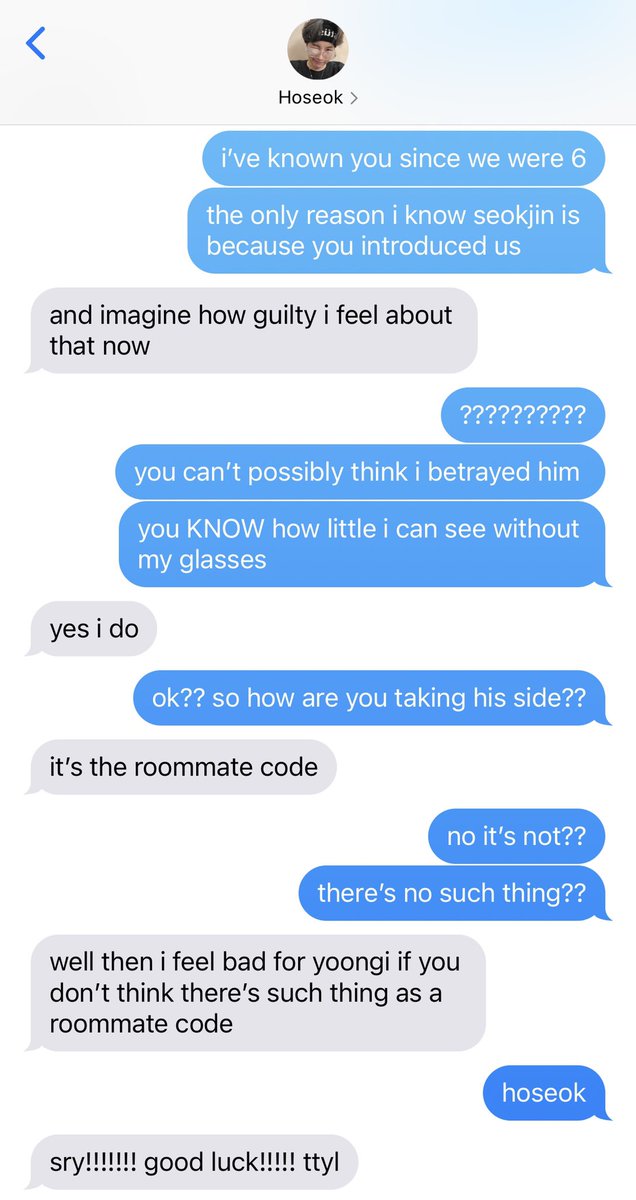 Hoseok
i've known you since we were 6
the only reason i know seokjin is
because you introduced us
and imagine how guilty i feel about
that now
??????????
you can't possibly think i betrayed him
you KNOW how little i can see without
my glasses
yes i do
ok?? so how are you taking his side??
it's the roommate code
no it's not??
there's no such thing??
well then i feel bad for yoongi if you
don't think there's such thing as a
roommate code
hoseok
sry!!!!!!! good luck!!!!! ttyl